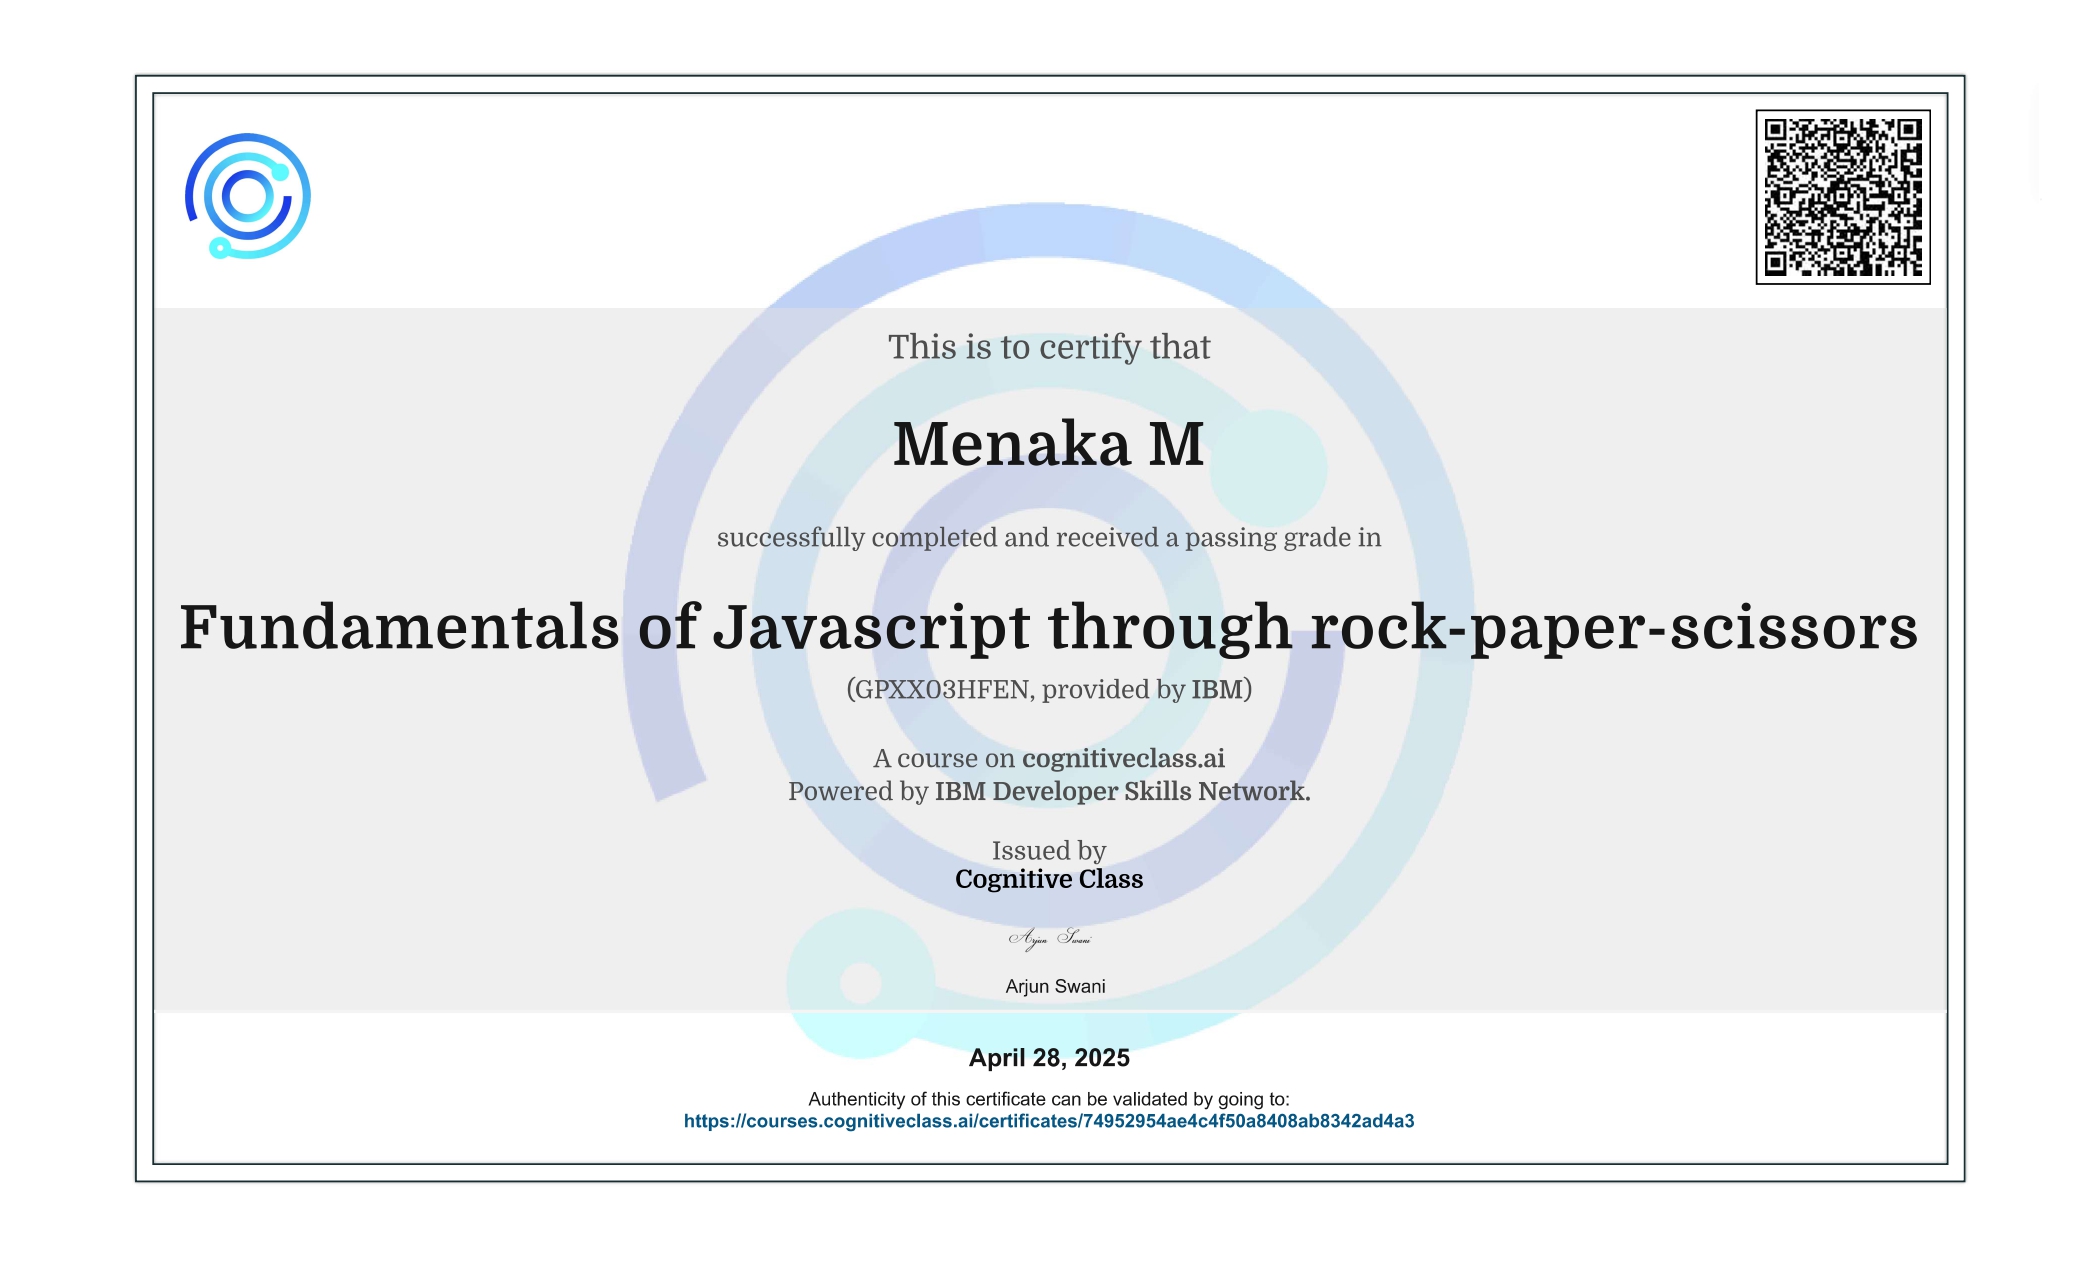 This is to certify that
Menaka M
successfully completed and received a passing grade in
Fundamentals of Javascript through rock-paper-scissors
(GPXX03HFEN, provided by IBM)
A course on cognitiveclass.ai
Powered by IBM Developer Skills Network.
Issued by
Cognitive Class
Arjun Swani
Arjun Swani
April 28, 2025
Authenticity of this certificate can be validated by going to:
https://courses.cognitiveclass.ai/certificates/74952954ae4c4f50a8408ab8342ad4a3